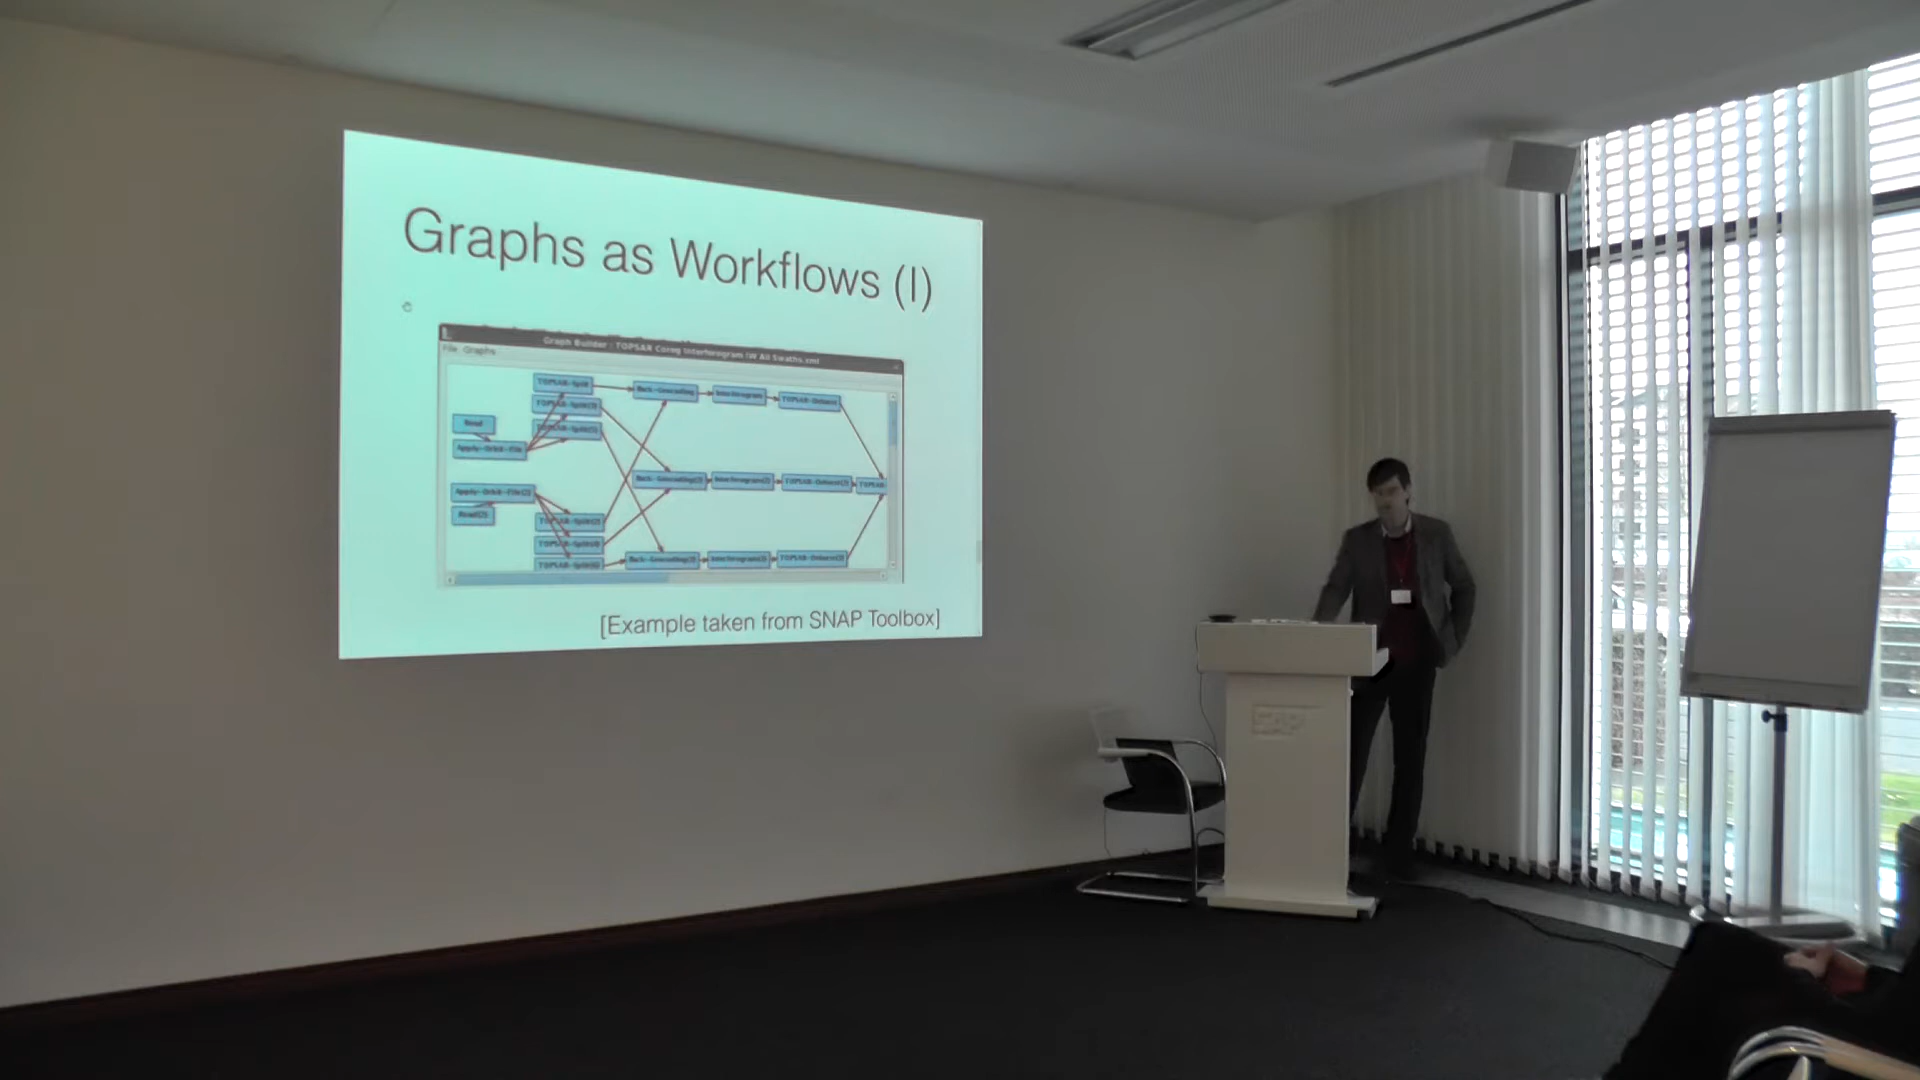 Graphs as Workflows (I)
Graph Builder : TOPSAR Coreg Interferogram IW All Swaths.xml
File Graphs
TOPSAR-Split
Back-Geocoding
Interferogram
TOPSAR-Deburst
TOPSAR-Split(3)
Read
TOPSAR-Split(5)
Apply-Orbit-File
Back-Geocoding(2)
Interferogram(2)
TOPSAR-Deburst(2)
TOPSAR-
Apply-Orbit-File(2)
Read(2)
TOPSAR-Split(2)
TOPSAR-Split(4)
TOPSAR-Split(6)
Back-Geocoding(3)
Interferogram(3)
TOPSAR-Deburst(3)
[Example taken from SNAP Toolbox]